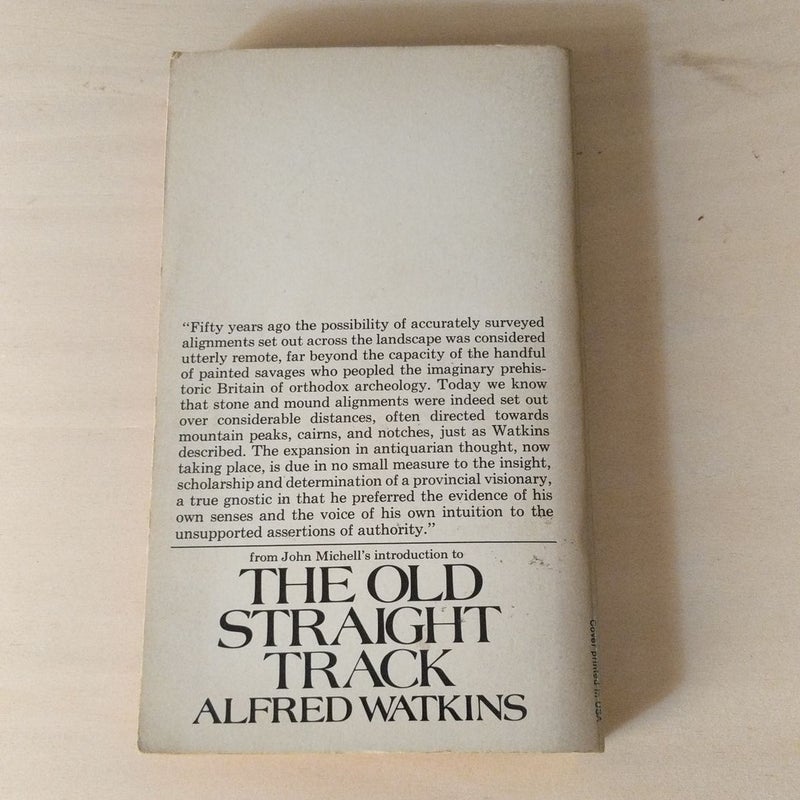 “Fifty years ago the possibility of accurately surveyed
alignments set out across the landscape was considered
utterly remote, far beyond the capacity of the handful
of painted savages who peopled the imaginary prehis-
toric Britain of orthodox archeology. Today we know
that stone and mound alignments were indeed set out
over considerable distances, often directed towards
mountain peaks, cairns, and notches, just as Watkins
described. The expansion in antiquarian thought, now
taking place, is due in no small measure to the insight,
scholarship and determination of a provincial visionary,
a true gnostic in that he preferred the evidence of his
own senses and the voice of his own intuition to the
unsupported assertions of authority.”
from John Michell's introduction to
THE OLD
STRAIGHT
TRACK
ALFRED WATKINS
Cover printed in USA